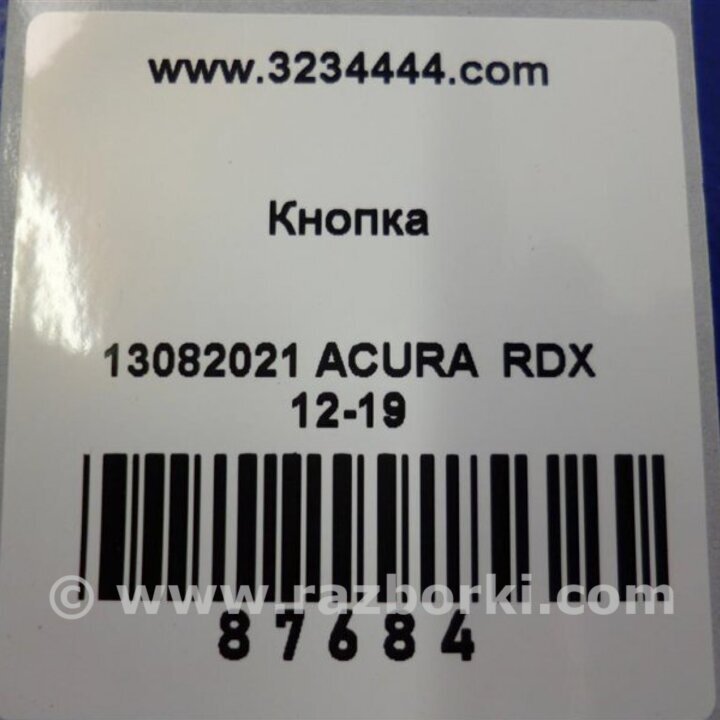 www.3234444.com
Кнопка
13082021 ACURA RDX
12-19
© www.razborki.com
87684